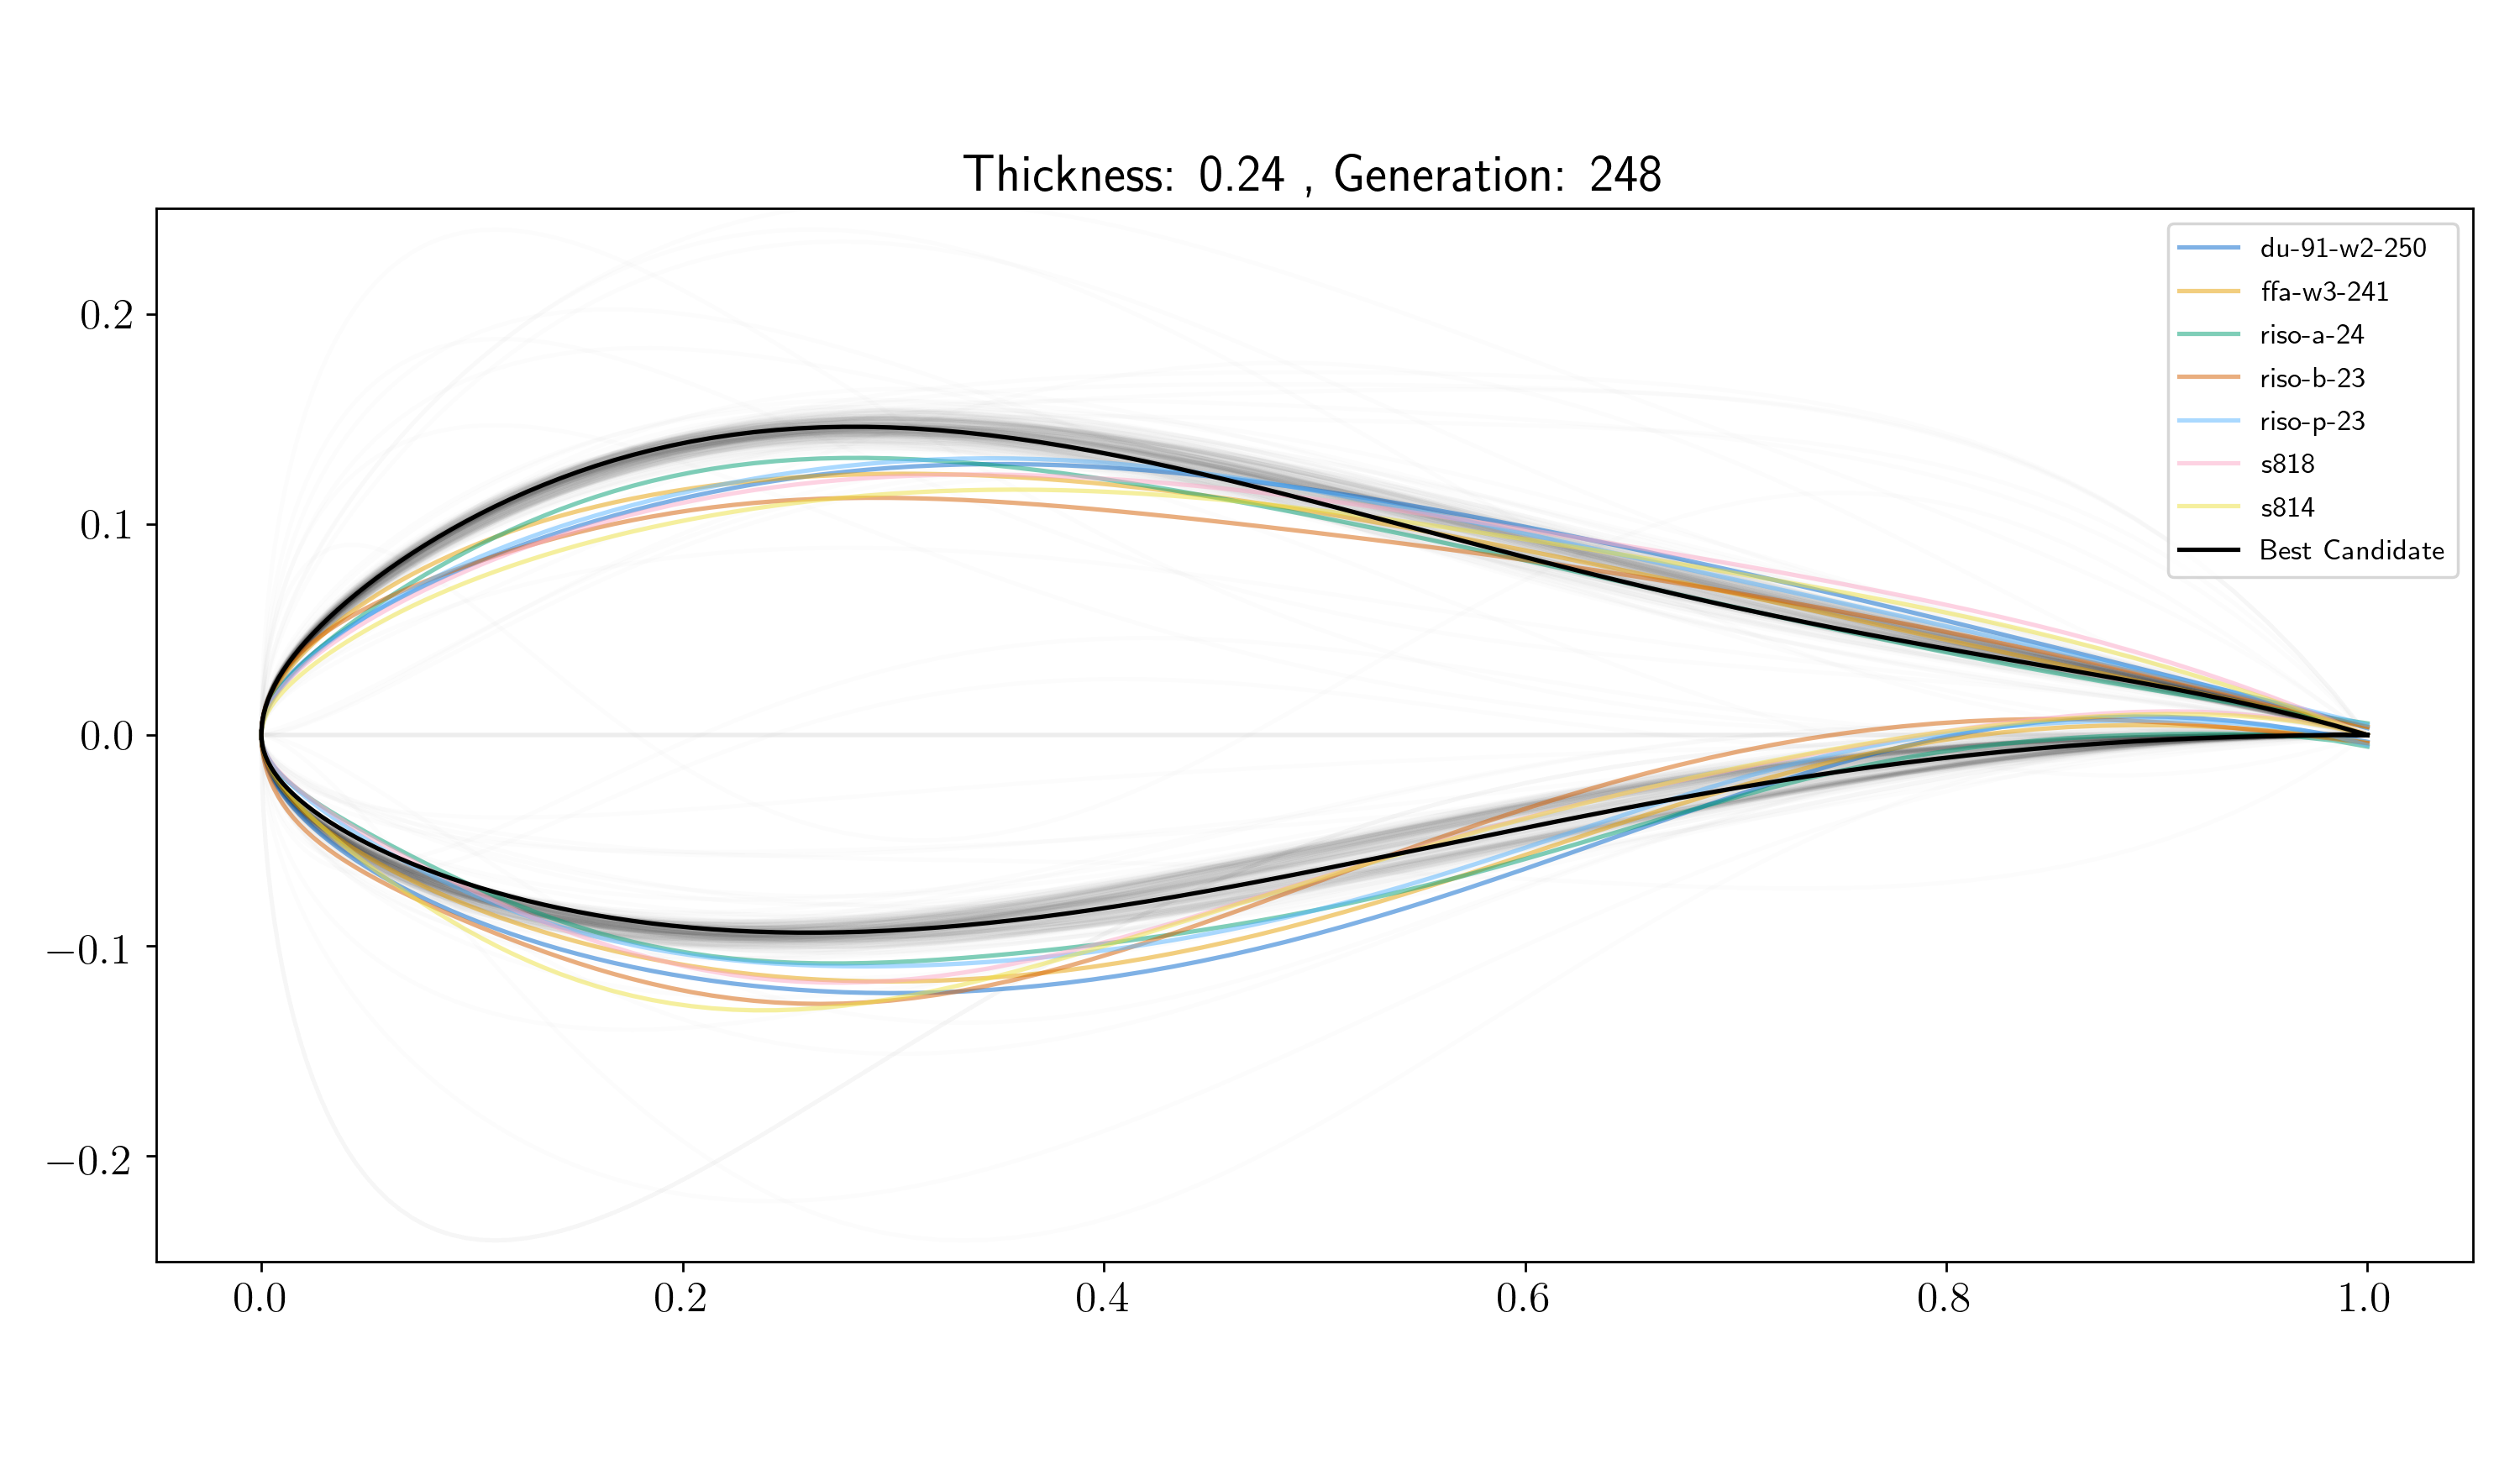 Thickness: 0.24 , Generation: 248
du-91-w2-250
ffa-w3-241
riso-a-24
riso-b-23
riso-p-23
s818
s814
Best Candidate
0.2
0.1
0.0
−0.1
−0.2
0.0 0.2 0.4 0.6 0.8 1.0